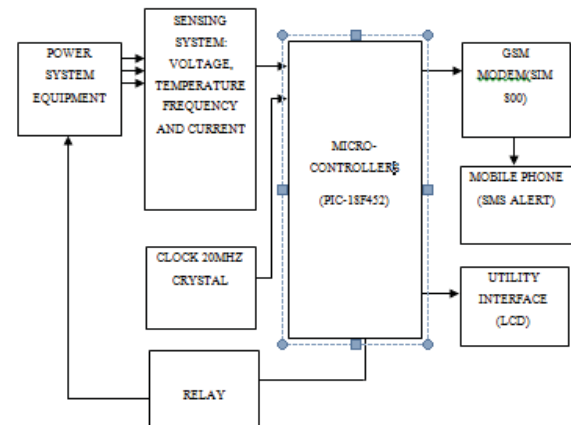 POWER
SYSTEM
EQUIPMENT
SENSING
SYSTEM:
VOLTAGE,
TEMPERATURE
FREQUENCY
AND CURRENT
MICRO-
CONTROLLERS
(PIC-18F452)
GSM
MODEM(SIM
800)
MOBILE PHONE
(SMS ALERT)
CLOCK 20MHZ
CRYSTAL
UTILITY
INTERFACE
(LCD)
RELAY